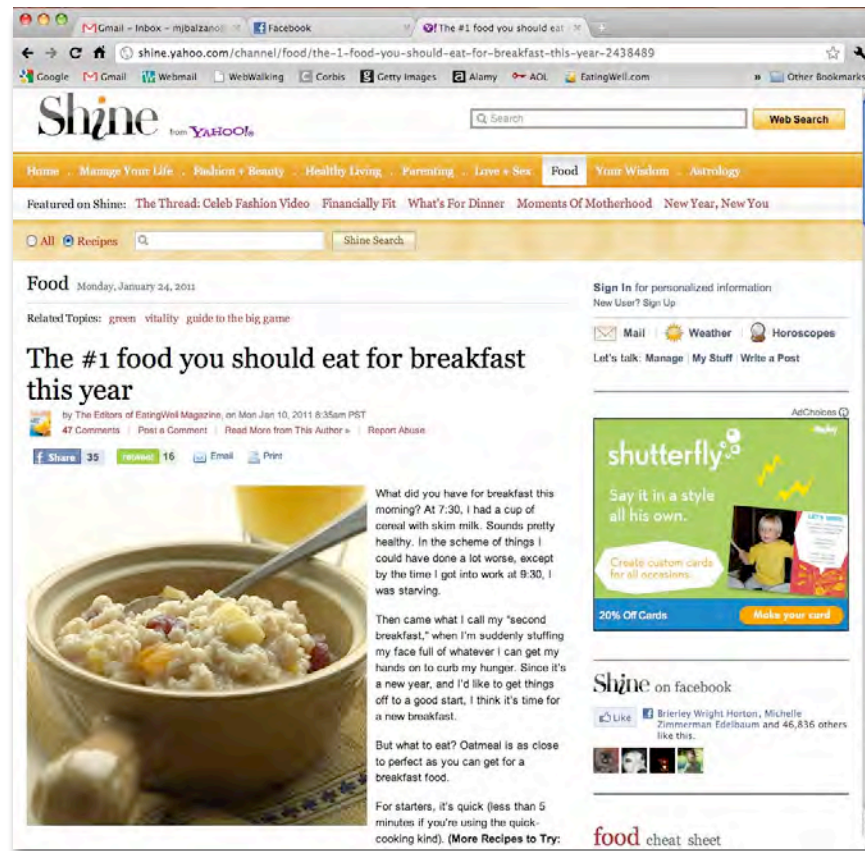 Gmail – Inbox – mjbalzano
Facebook
The #1 food you should eat
shine.yahoo.com/channel/food/the-1-food-you-should-eat-for-breakfast-this-year-2438489
Google Gmail Webmail WebWalking Corbis Getty Images Alamy AOL EatingWell.com » Other Bookmarks
Shine from YAHOO!
Search
Web Search
Home . Manage Your Life . Fashion + Beauty . Healthy Living . Parenting . Love + Sex Food Your Wisdom . Astrology
Featured on Shine: The Thread: Celeb Fashion Video Financially Fit What's For Dinner Moments Of Motherhood New Year, New You
All Recipes
Shine Search
Food Monday, January 24, 2011
Related Topics: green vitality guide to the big game
The #1 food you should eat for breakfast
this year
by The Editors of EatingWell Magazine, on Mon Jan 10, 2011 8:35am PST
47 Comments | Post a Comment | Read More from This Author » | Report Abuse
Share 35 retweet 16 Email Print
What did you have for breakfast this
morning? At 7:30, I had a cup of
cereal with skim milk. Sounds pretty
healthy. In the scheme of things I
could have done a lot worse, except
by the time I got into work at 9:30, I
was starving.
Then came what I call my "second
breakfast," when I'm suddenly stuffing
my face full of whatever I can get my
hands on to curb my hunger. Since it's
a new year, and I'd like to get things
off to a good start, I think it's time for
a new breakfast.
But what to eat? Oatmeal is as close
to perfect as you can get for a
breakfast food.
For starters, it's quick (less than 5
minutes if you're using the quick-
cooking kind). (More Recipes to Try:
Sign In for personalized information
New User? Sign Up
Mail Weather Horoscopes
Let's talk: Manage | My Stuff | Write a Post
AdChoices
shutterfly
Say it in a style
all his own.
Create custom cards
for all occasions.
20% Off Cards
Make your card
Shine on facebook
Like
Brierley Wright Horton, Michelle
Zimmerman Edelbaum and 46,836 others
like this.
food cheat sheet